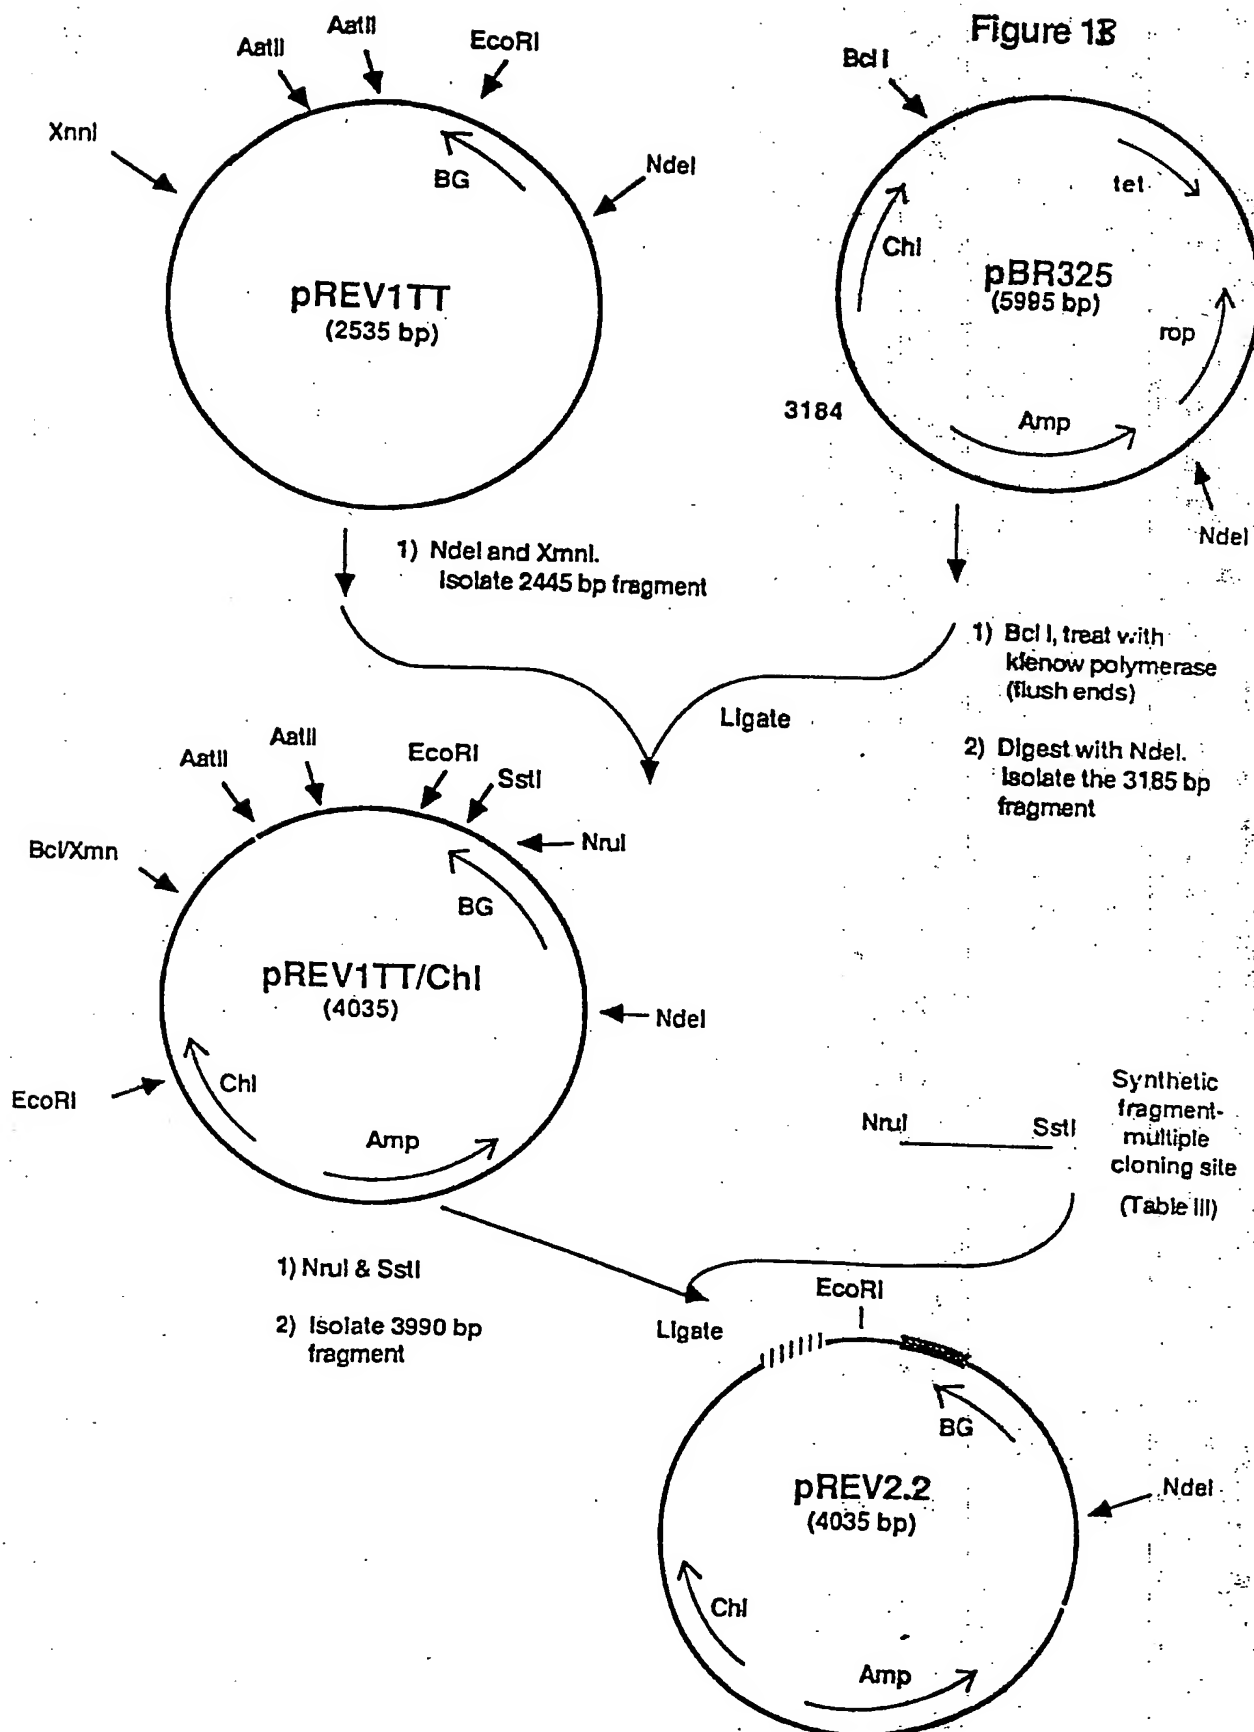 Figure 1B
AatII
AatII
EcoRI
XnnI
BG
NdeI
pREV1TT
(2535 bp)
Bcl I
tet
Chl
pBR325
(5995 bp)
rop
3184
Amp
NdeI
1) NdeI and XmnI.
Isolate 2445 bp fragment
1) Bcl I, treat with
klenow polymerase
(flush ends)
2) Digest with NdeI.
Isolate the 3185 bp
fragment
Ligate
AatII
AatII
EcoRI
SstI
NruI
Bcl/Xmn
BG
pREV1TT/Chl
(4035)
NdeI
EcoRI
Chl
Amp
NruI
SstI
Synthetic
fragment-
multiple
cloning site
(Table III)
1) NruI & SstI
2) Isolate 3990 bp
fragment
Ligate
EcoRI
BG
pREV2.2
(4035 bp)
NdeI
Chl
Amp